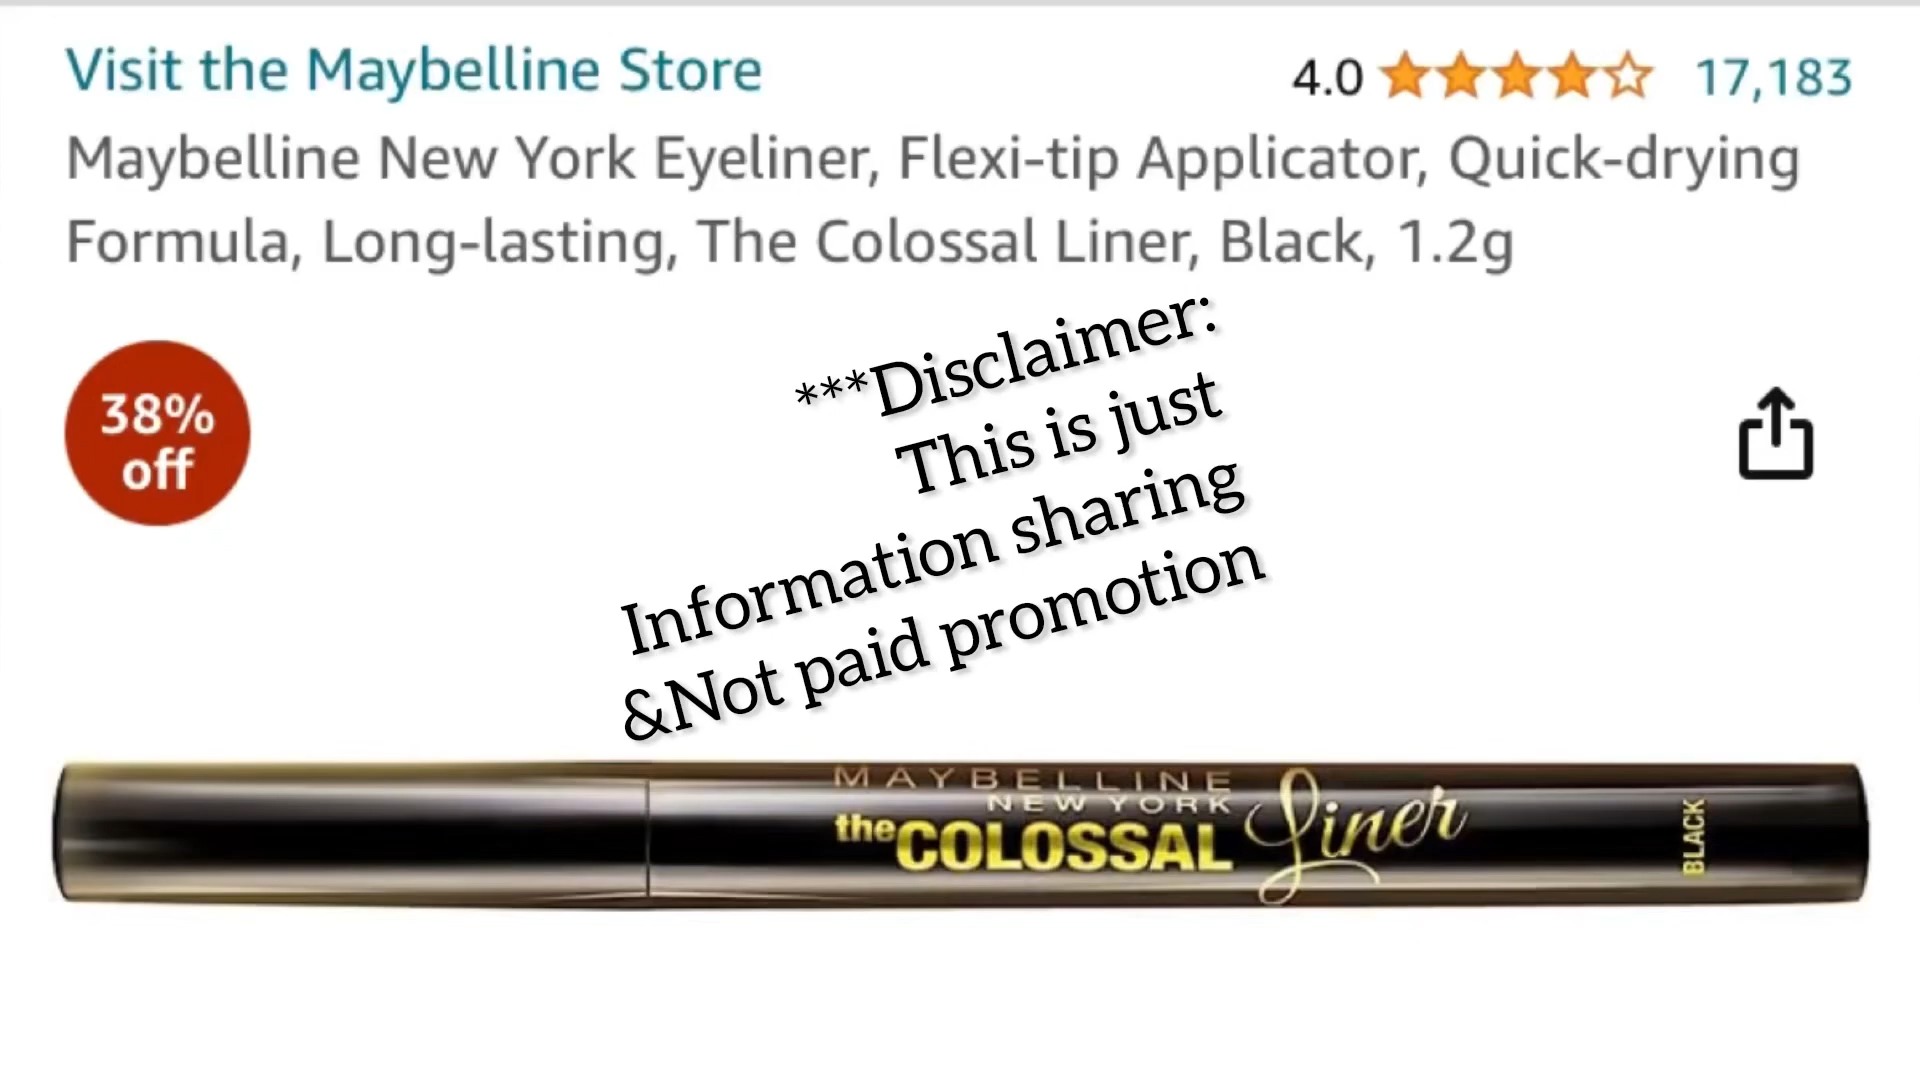 Visit the Maybelline Store
4.0
17,183
Maybelline New York Eyeliner, Flexi-tip Applicator, Quick-drying
Formula, Long-lasting, The Colossal Liner, Black, 1.2g
38%
off
***Disclaimer:
This is just
Information sharing
&Not paid promotion
MAYBELLINE
NEW YORK
the COLOSSAL Liner
BLACK